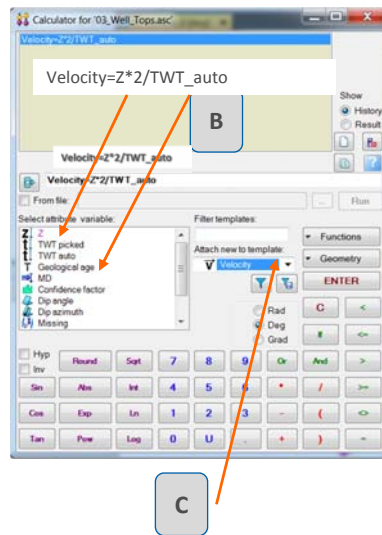 Calculator for '03_Well_Tops.asc'
Velocity=Z*2/TWT_auto
Velocity=Z*2/TWT_auto
B
Show
History
Result
Velocity=Z*2/TWT_auto
Velocity=Z*2/TWT_auto
From file:
... Run
Select attribute variable: Filter templates:
Z Z
TWT picked
TWT auto
T Geological age
MD
Confidence factor
Dip angle
Dip azimuth
Missing
Attach new to template:
V Velocity
Functions
Geometry
ENTER
Rad
Deg
Grad
C <
# <=
Hyp
Inv
Round Sqrt 7 8 9 Or And >
Sin Abs Int 4 5 6 * / >=
Cos Exp Ln 1 2 3 - ( <>
Tan Pow Log 0 U . + ) =
C